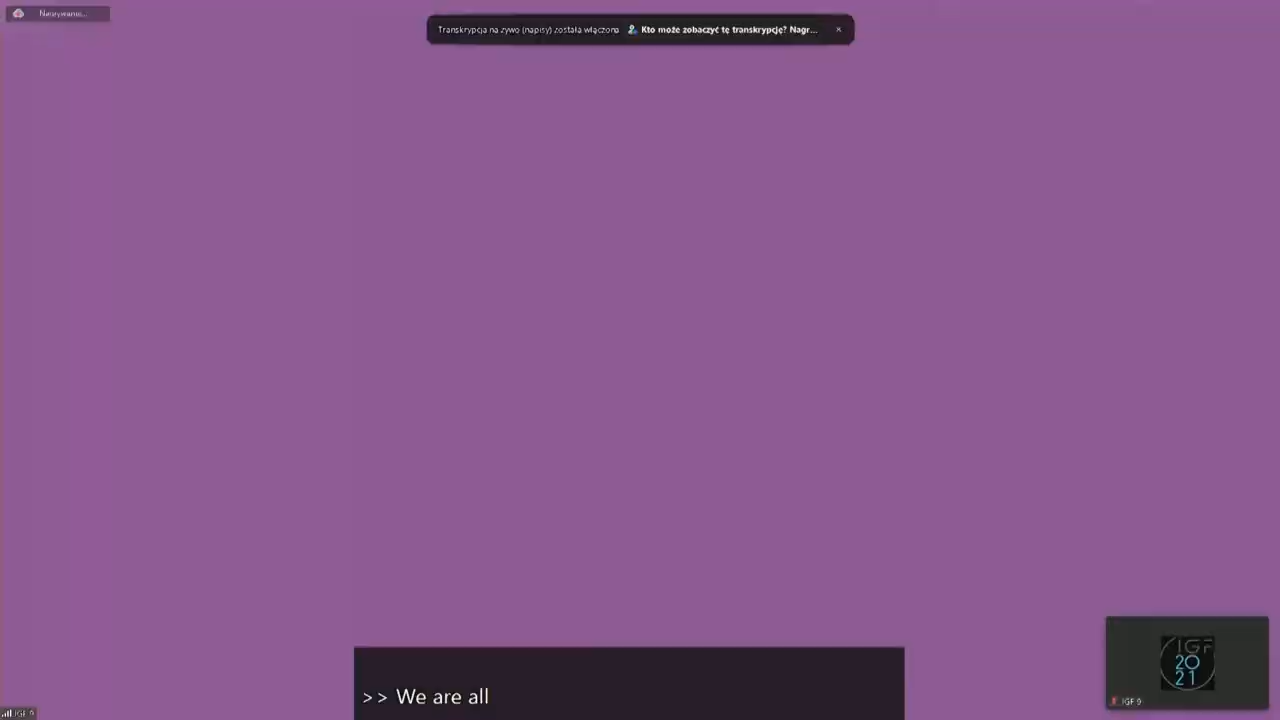 Nagrywanie...
Transkrypcja na żywo (napisy) została włączona Kto może zobaczyć tę transkrypcję? Nagr...
>> We are all
IGF
20
21
IGF 9
IGF 9